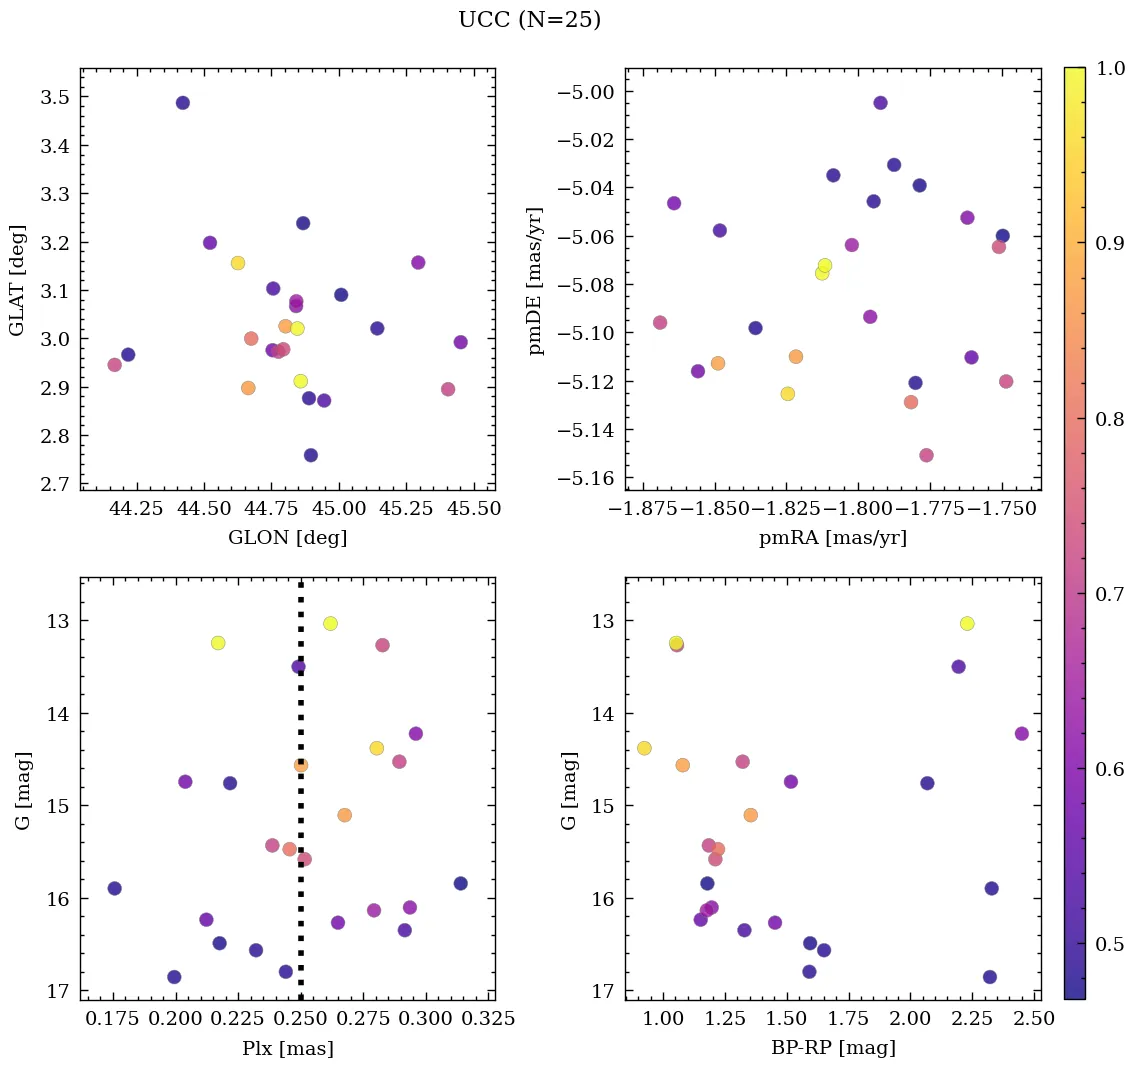 UCC (N=25)
3.5
3.4
3.3
3.2
3.1
3.0
2.9
2.8
2.7
GLAT [deg]
44.25 44.50 44.75 45.00 45.25 45.50
GLON [deg]
−5.00
−5.02
−5.04
−5.06
−5.08
−5.10
−5.12
−5.14
−5.16
pmDE [mas/yr]
−1.875 −1.850 −1.825 −1.800 −1.775 −1.750
pmRA [mas/yr]
13
14
15
16
17
G [mag]
0.175 0.200 0.225 0.250 0.275 0.300 0.325
Plx [mas]
13
14
15
16
17
G [mag]
1.00 1.25 1.50 1.75 2.00 2.25 2.50
BP-RP [mag]
1.0
0.9
0.8
0.7
0.6
0.5